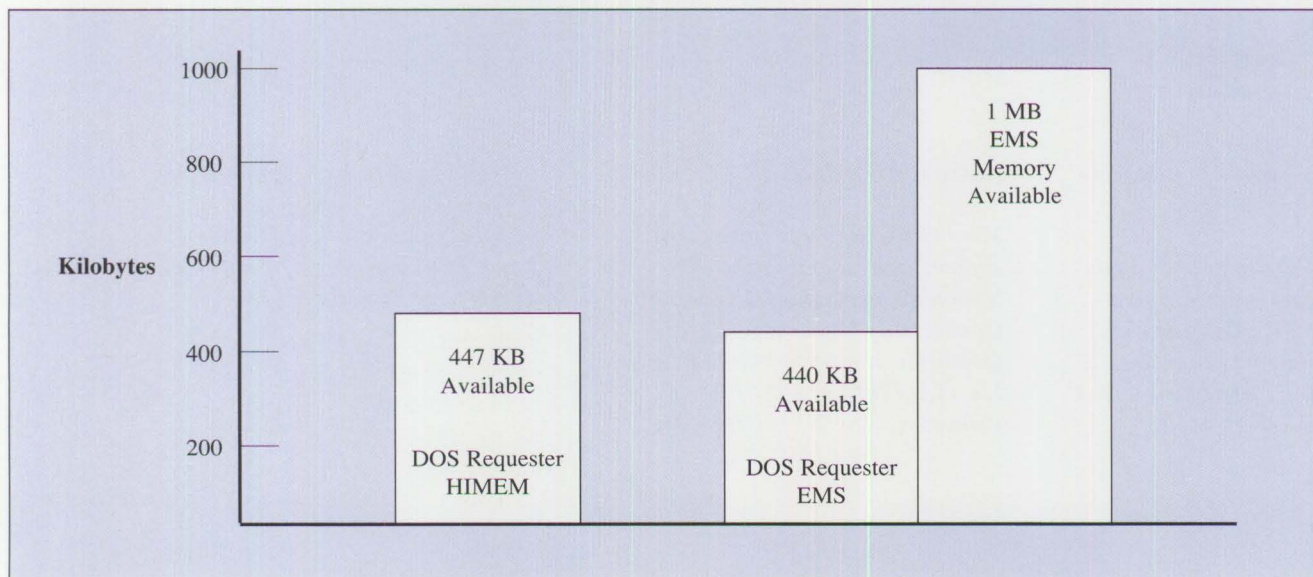 1000
800
600
400
200
Kilobytes
447 KB
Available
DOS Requester
HIMEM
440 KB
Available
DOS Requester
EMS
1 MB
EMS
Memory
Available